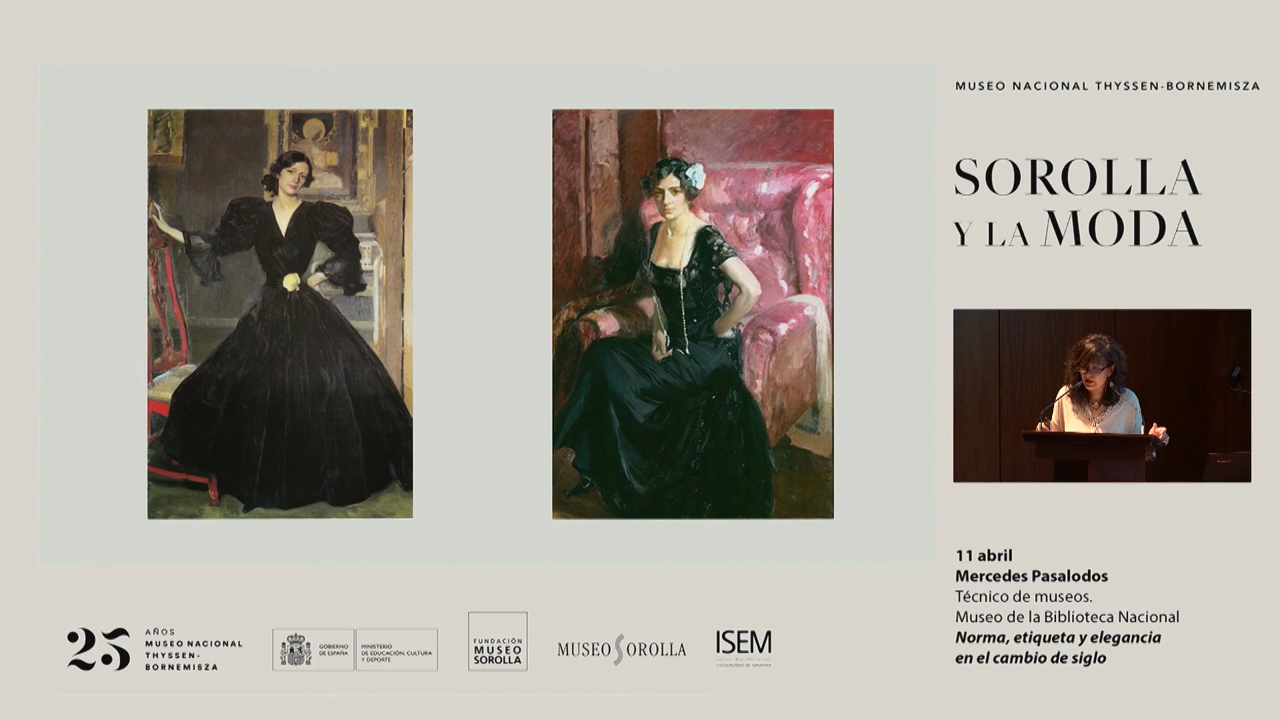 MUSEO NACIONAL THYSSEN-BORNEMISZA
SOROLLA
Y LA MODA
11 abril
Mercedes Pasalodos
Técnico de museos.
Museo de la Biblioteca Nacional
Norma, etiqueta y elegancia
en el cambio de siglo
25 AÑOS
MUSEO NACIONAL
THYSSEN-
BORNEMISZA
GOBIERNO
DE ESPAÑA
MINISTERIO
DE EDUCACIÓN, CULTURA
Y DEPORTE
FUNDACIÓN
MUSEO
SOROLLA
MUSEO SOROLLA
ISEM